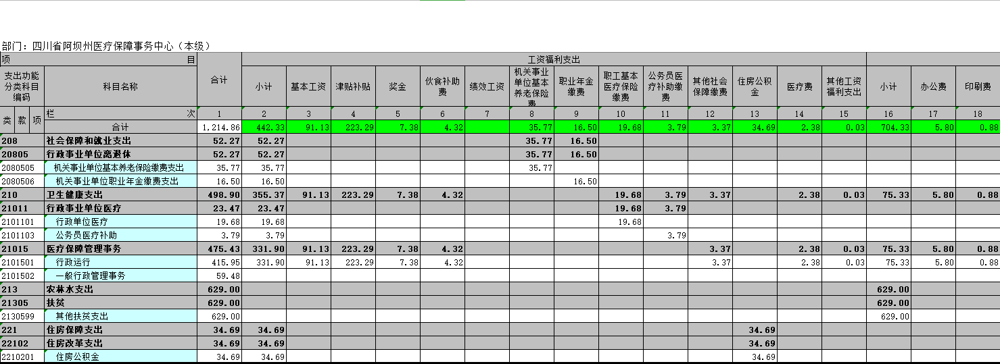 部门：四川省阿坝州医疗保障事务中心（本级）
项 目 合计 工资福利支出
支出功能分类科目编码 科目名称 小计 基本工资 津贴补贴 奖金 伙食补助费 绩效工资 机关事业单位基本养老保险费 职业年金缴费 职工基本医疗保险缴费 公务员医疗补助缴费 其他社会保障缴费 住房公积金 医疗费 其他工资福利支出 小计 办公费 印刷费
类 款 项 栏 次 1 2 3 4 5 6 7 8 9 10 11 12 13 14 15 16 17 18
合计 1,214.86 442.33 91.13 223.29 7.38 4.32 35.77 16.50 19.68 3.79 3.37 34.69 2.38 0.03 704.33 5.80 0.88
208 社会保障和就业支出 52.27 52.27 35.77 16.50
20805 行政事业单位离退休 52.27 52.27 35.77 16.50
2080505 机关事业单位基本养老保险缴费支出 35.77 35.77 35.77
2080506 机关事业单位职业年金缴费支出 16.50 16.50 16.50
210 卫生健康支出 498.90 355.37 91.13 223.29 7.38 4.32 19.68 3.79 3.37 2.38 0.03 75.33 5.80 0.88
21011 行政事业单位医疗 23.47 23.47 19.68 3.79
2101101 行政单位医疗 19.68 19.68 19.68
2101103 公务员医疗补助 3.79 3.79 3.79
21015 医疗保障管理事务 475.43 331.90 91.13 223.29 7.38 4.32 3.37 2.38 0.03 75.33 5.80 0.88
2101501 行政运行 415.95 331.90 91.13 223.29 7.38 4.32 3.37 2.38 0.03 75.33 5.80 0.88
2101502 一般行政管理事务 59.48
213 农林水支出 629.00 629.00
21305 扶贫 629.00 629.00
2130599 其他扶贫支出 629.00 629.00
221 住房保障支出 34.69 34.69 34.69
22102 住房改革支出 34.69 34.69 34.69
2210201 住房公积金 34.69 34.69 34.69